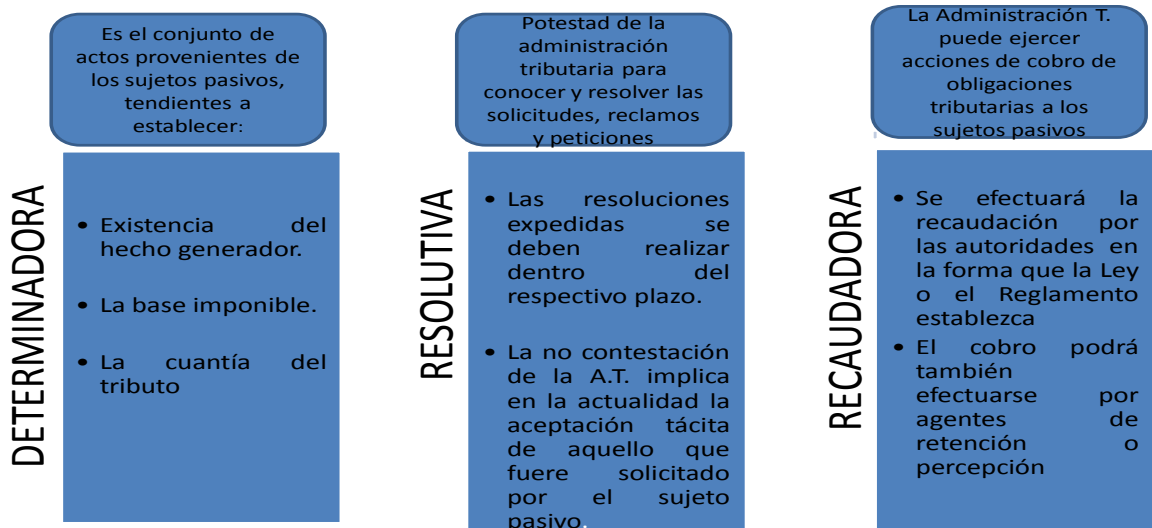 Es el conjunto de
actos provenientes de
los sujetos pasivos,
tendientes a
establecer:
DETERMINADORA
• Existencia del
hecho generador.
• La base imponible.
• La cuantía del
tributo
Potestad de la
administración
tributaria para
conocer y resolver las
solicitudes, reclamos
y peticiones
RESOLUTIVA
• Las resoluciones
expedidas se
deben realizar
dentro del
respectivo plazo.
• La no contestación
de la A.T. implica
en la actualidad la
aceptación tácita
de aquello que
fuere solicitado
por el sujeto
pasivo.
La Administración T.
puede ejercer
acciones de cobro de
obligaciones
tributarias a los
sujetos pasivos
RECAUDADORA
• Se efectuará la
recaudación por
las autoridades en
la forma que la Ley
o el Reglamento
establezca
• El cobro podrá
también
efectuarse por
agentes de
retención o
percepción